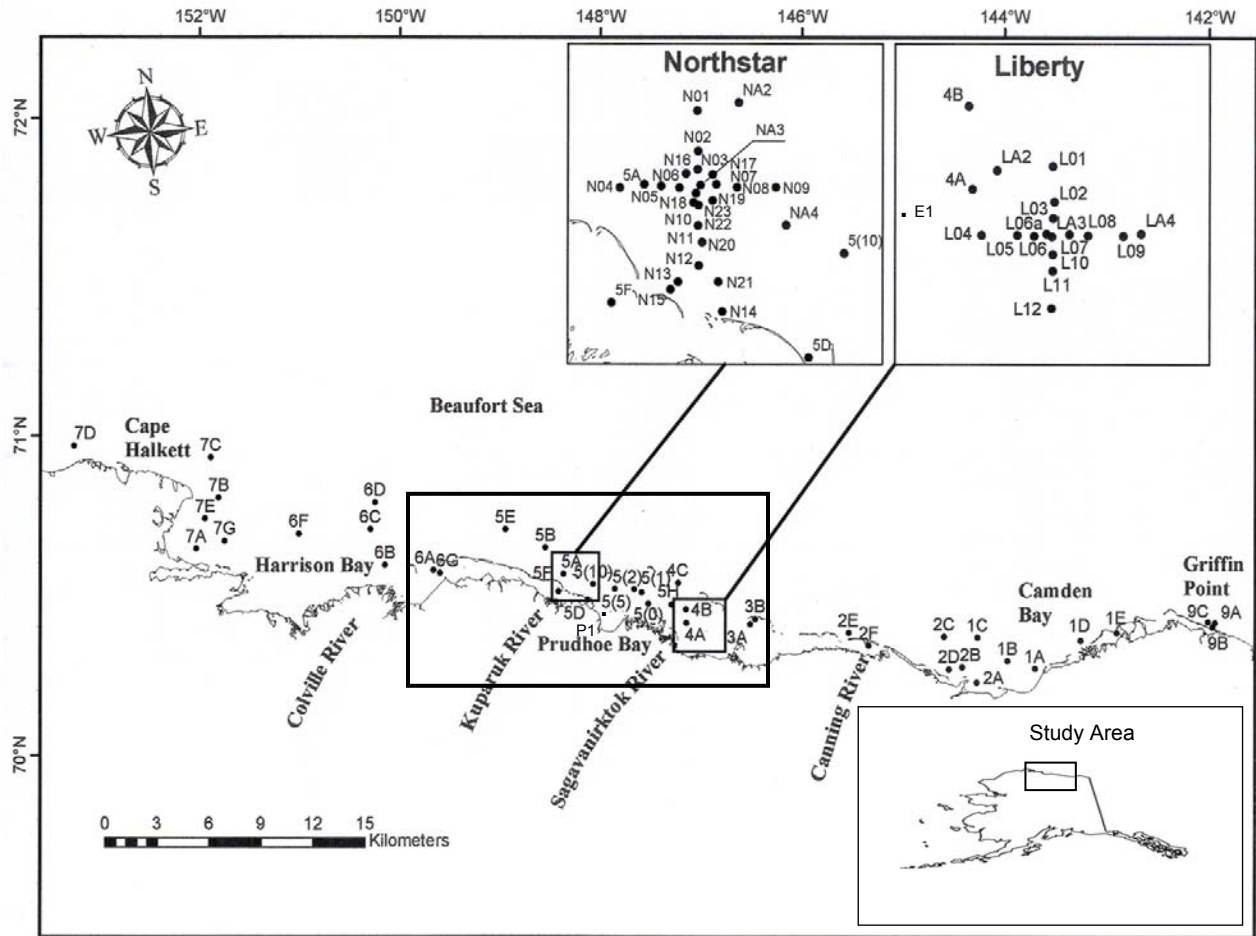 152°W 150°W 148°W 146°W 144°W 142°W
72°N
71°N
70°N
N
W E
S
Northstar
N01
NA2
NA3
N02
N16 N03
N17
5A N06 N07
N04 N08 N09
N05
N18 N19
N23
N10 N22
NA4
N11 N20
5(10)
N12
N13
N21
5F N15
N14
5D
Liberty
4B
LA2 L01
4A
L02
E1
L03
L06a LA3 L08 LA4
L04
L05 L06 L07 L09
L10
L11
L12
Beaufort Sea
7D
Cape
Halkett
7C
7B
7E
7A 7G
6F
6D
6C
Harrison Bay
6B
6A 6G
5E
5B
5A
5F 5(10) 5(2) 5(1) 4C
5H
5D 5(5) 5(0)
4B
4A
P1
Prudhoe Bay
3B
3A
2E
2F
Camden
Bay
2C 1C
2D 2B 1B
2A 1A
1D 1E
Griffin
Point
9C 9A
9B
Colville River
Kuparuk River
Sagavanirktok River
Canning River
0 3 6 9 12 15
Kilometers
Study Area